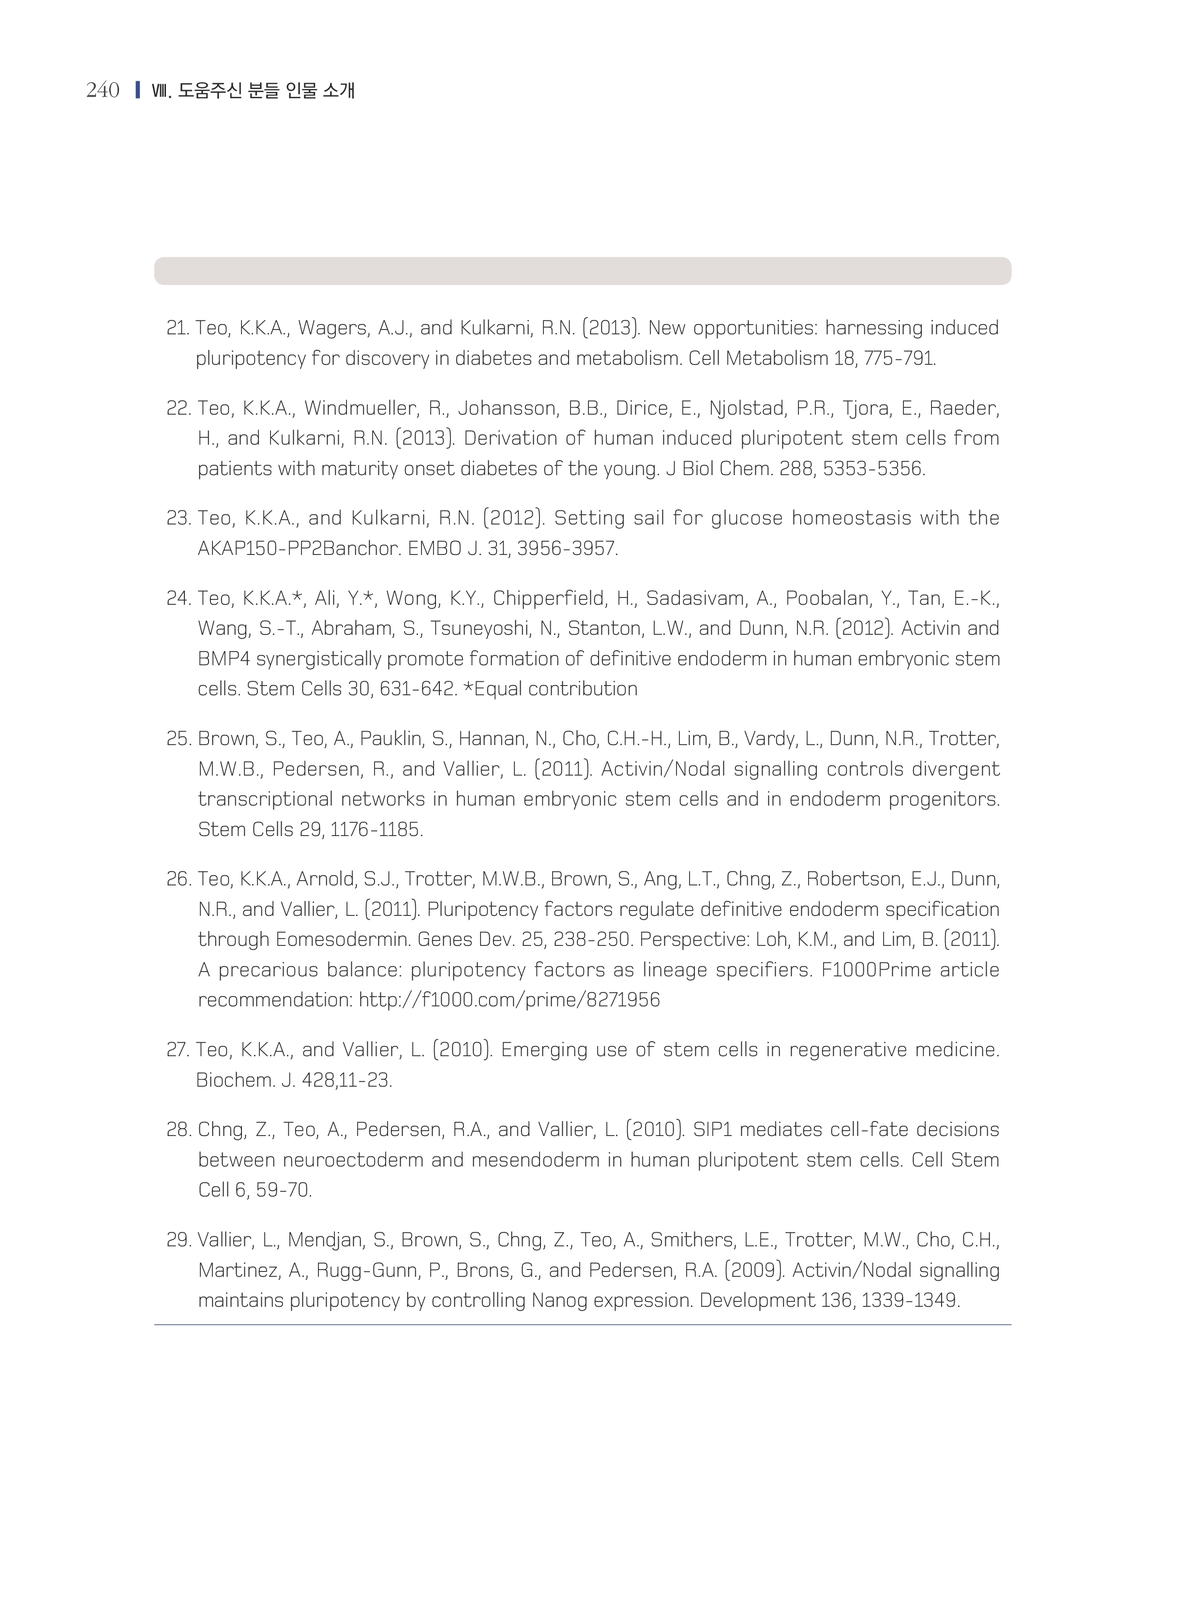 240 Ⅷ. 도움주신 분들 인물 소개
21. Teo, K.K.A., Wagers, A.J., and Kulkarni, R.N. (2013). New opportunities: harnessing induced
pluripotency for discovery in diabetes and metabolism. Cell Metabolism 18, 775-791.
22. Teo, K.K.A., Windmueller, R., Johansson, B.B., Dirice, E., Njolstad, P.R., Tjora, E., Raeder,
H., and Kulkarni, R.N. (2013). Derivation of human induced pluripotent stem cells from
patients with maturity onset diabetes of the young. J Biol Chem. 288, 5353-5356.
23. Teo, K.K.A., and Kulkarni, R.N. (2012). Setting sail for glucose homeostasis with the
AKAP150-PP2Banchor. EMBO J. 31, 3956-3957.
24. Teo, K.K.A.*, Ali, Y.*, Wong, K.Y., Chipperfield, H., Sadasivam, A., Poobalan, Y., Tan, E.-K.,
Wang, S.-T., Abraham, S., Tsuneyoshi, N., Stanton, L.W., and Dunn, N.R. (2012). Activin and
BMP4 synergistically promote formation of definitive endoderm in human embryonic stem
cells. Stem Cells 30, 631-642. *Equal contribution
25. Brown, S., Teo, A., Pauklin, S., Hannan, N., Cho, C.H.-H., Lim, B., Vardy, L., Dunn, N.R., Trotter,
M.W.B., Pedersen, R., and Vallier, L. (2011). Activin/Nodal signalling controls divergent
transcriptional networks in human embryonic stem cells and in endoderm progenitors.
Stem Cells 29, 1176-1185.
26. Teo, K.K.A., Arnold, S.J., Trotter, M.W.B., Brown, S., Ang, L.T., Chng, Z., Robertson, E.J., Dunn,
N.R., and Vallier, L. (2011). Pluripotency factors regulate definitive endoderm specification
through Eomesodermin. Genes Dev. 25, 238-250. Perspective: Loh, K.M., and Lim, B. (2011).
A precarious balance: pluripotency factors as lineage specifiers. F1000Prime article
recommendation: http://f1000.com/prime/8271956
27. Teo, K.K.A., and Vallier, L. (2010). Emerging use of stem cells in regenerative medicine.
Biochem. J. 428,11-23.
28. Chng, Z., Teo, A., Pedersen, R.A., and Vallier, L. (2010). SIP1 mediates cell-fate decisions
between neuroectoderm and mesendoderm in human pluripotent stem cells. Cell Stem
Cell 6, 59-70.
29. Vallier, L., Mendjan, S., Brown, S., Chng, Z., Teo, A., Smithers, L.E., Trotter, M.W., Cho, C.H.,
Martinez, A., Rugg-Gunn, P., Brons, G., and Pedersen, R.A. (2009). Activin/Nodal signalling
maintains pluripotency by controlling Nanog expression. Development 136, 1339-1349.